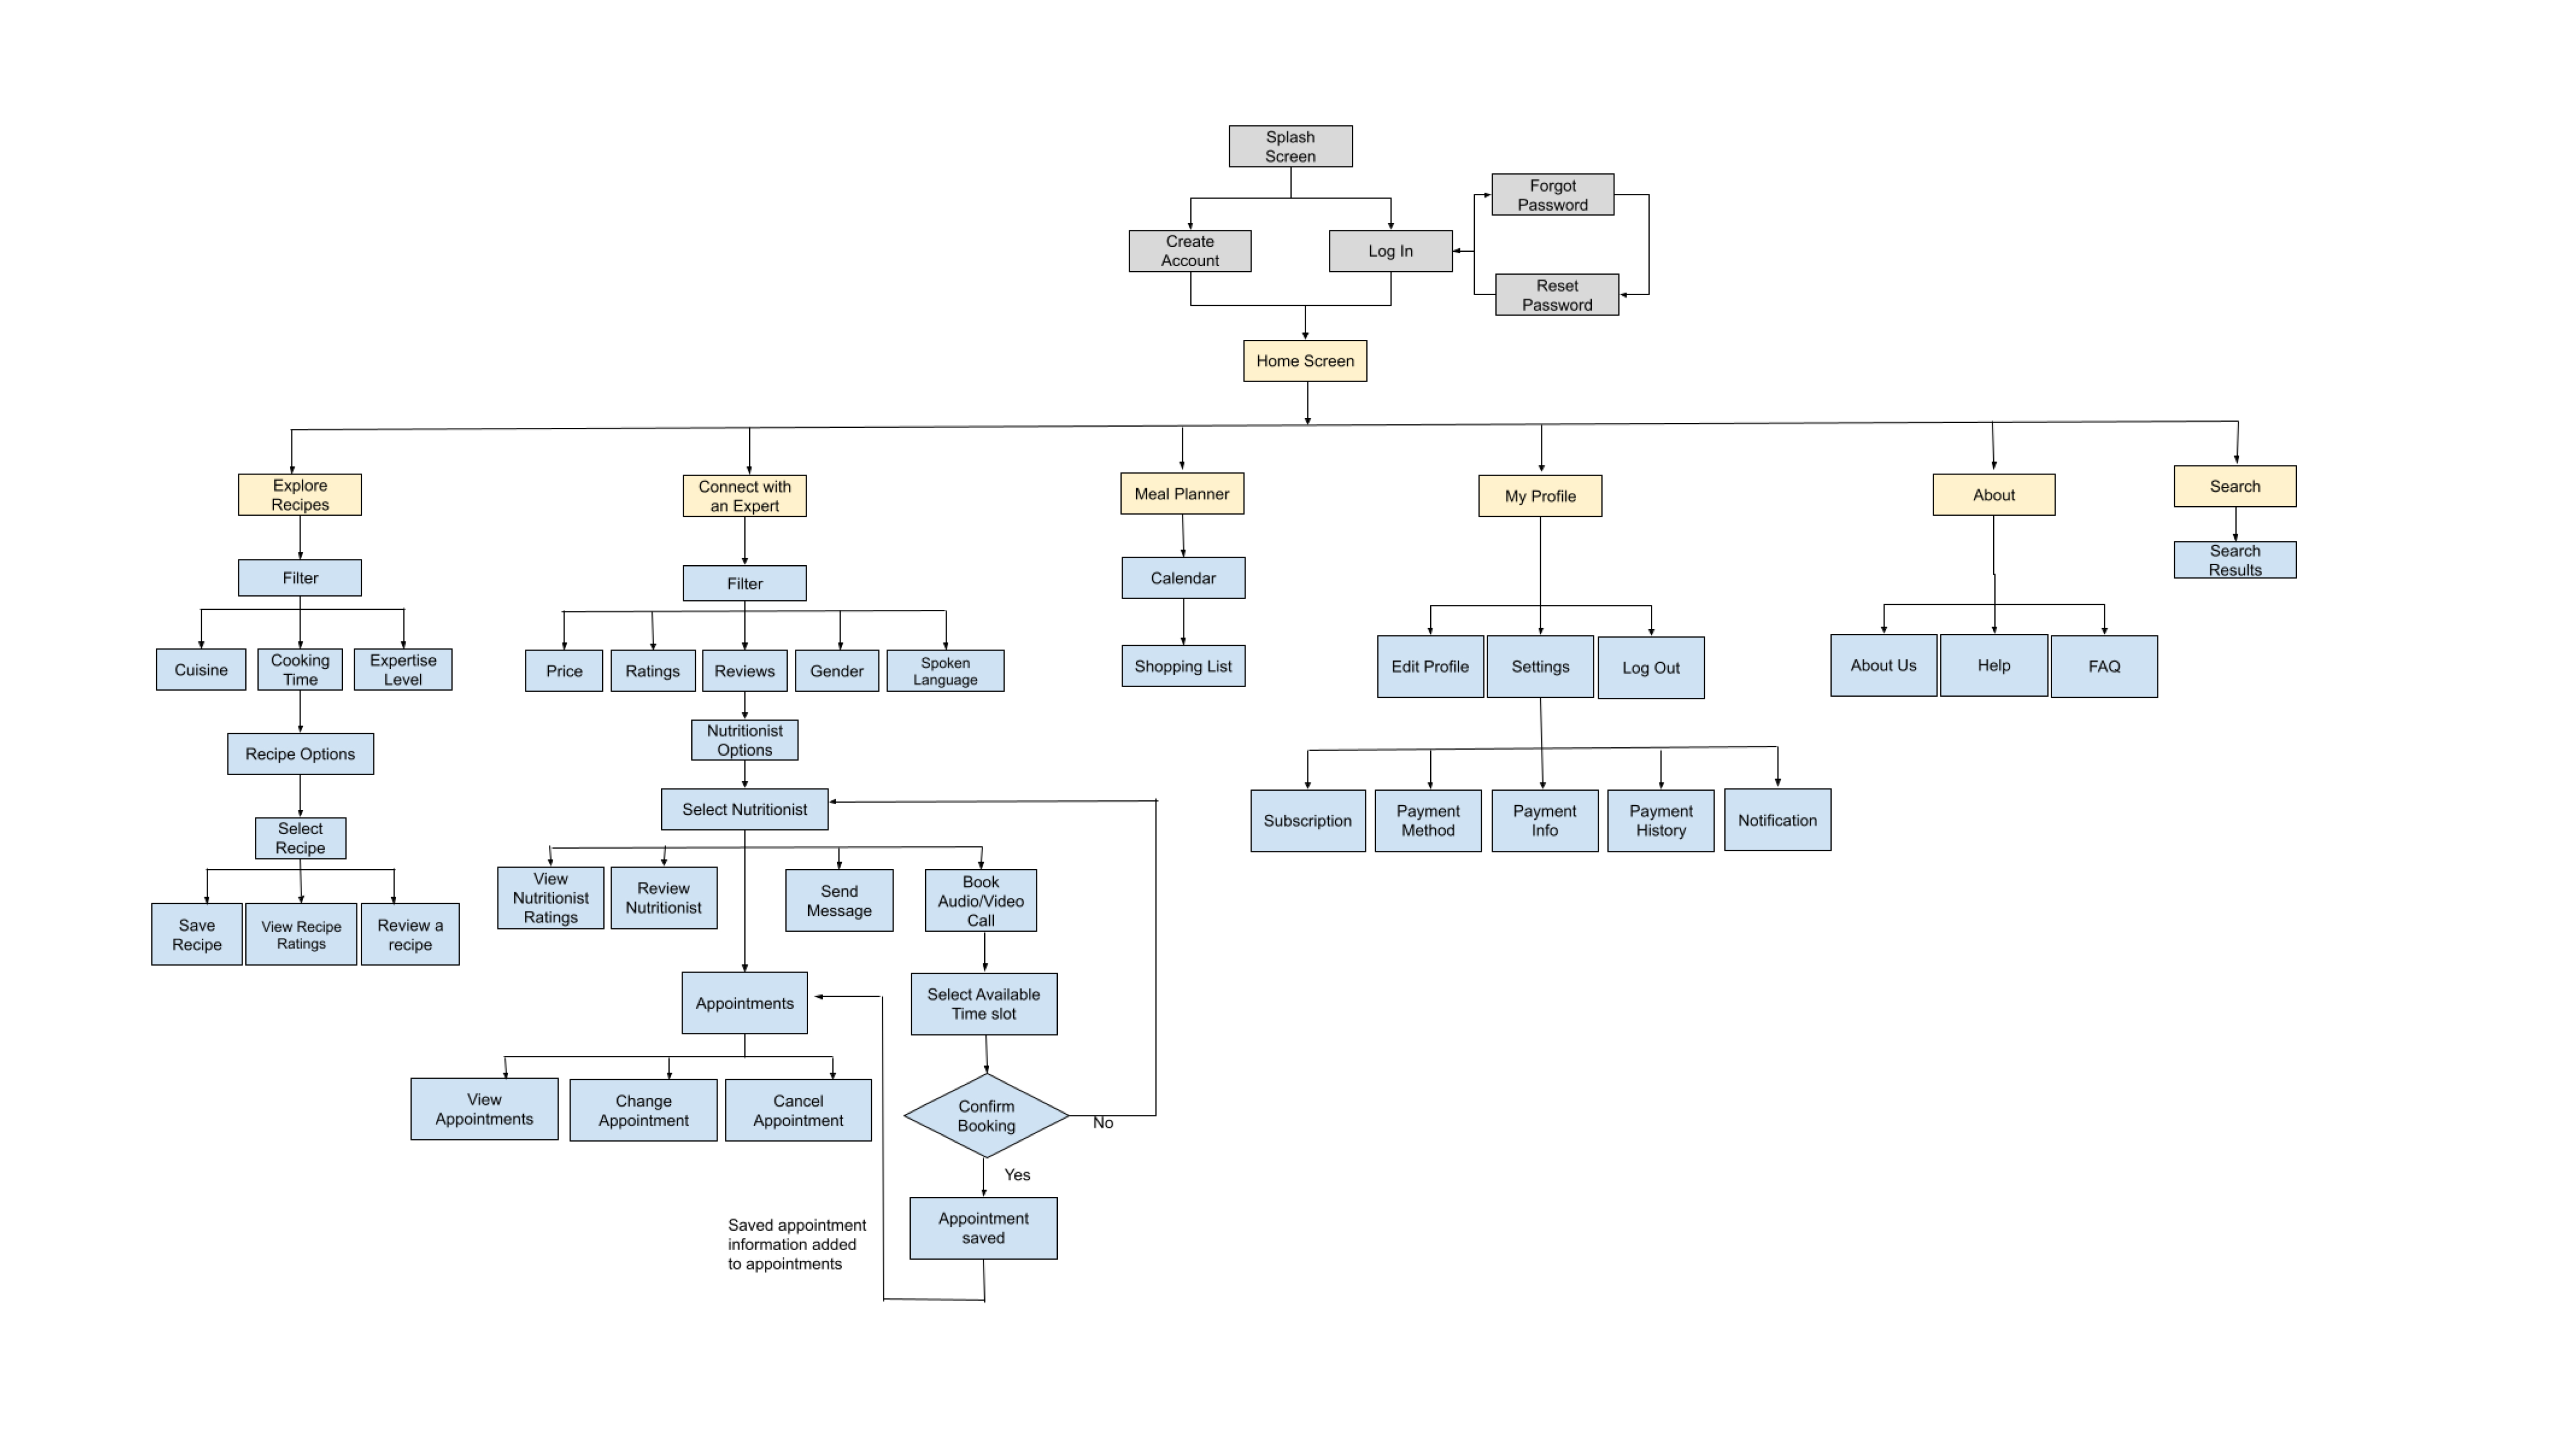 Splash
Screen
Forgot
Password
Create
Account
Log In
Reset
Password
Home Screen
Explore
Recipes
Connect with
an Expert
Meal Planner
My Profile
About
Search
Filter
Filter
Calendar
Search
Results
Cuisine
Cooking
Time
Expertise
Level
Price
Ratings
Reviews
Gender
Spoken
Language
Shopping List
Edit Profile
Settings
Log Out
About Us
Help
FAQ
Recipe Options
Nutritionist
Options
Select
Recipe
Select Nutritionist
Subscription
Payment
Method
Payment
Info
Payment
History
Notification
Save
Recipe
View Recipe
Ratings
Review a
recipe
View
Nutritionist
Ratings
Review
Nutritionist
Send
Message
Book
Audio/Video
Call
Appointments
Select Available
Time slot
View
Appointments
Change
Appointment
Cancel
Appointment
Confirm
Booking
No
Yes
Appointment
saved
Saved appointment
information added
to appointments